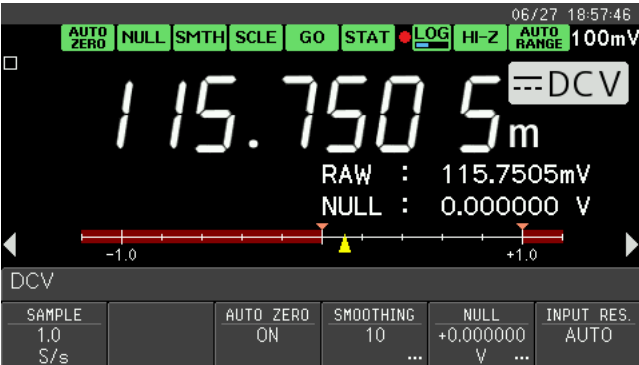 06/27 18:57:46
AUTO ZERO NULL SMTH SCLE GO STAT LOG HI-Z AUTO RANGE 100mV
DCV
115.7505m
RAW : 115.7505mV
NULL : 0.000000 V
-1.0 +1.0
DCV
SAMPLE AUTO ZERO SMOOTHING NULL INPUT RES.
1.0 ON 10 +0.000000 AUTO
S/s ... V ...